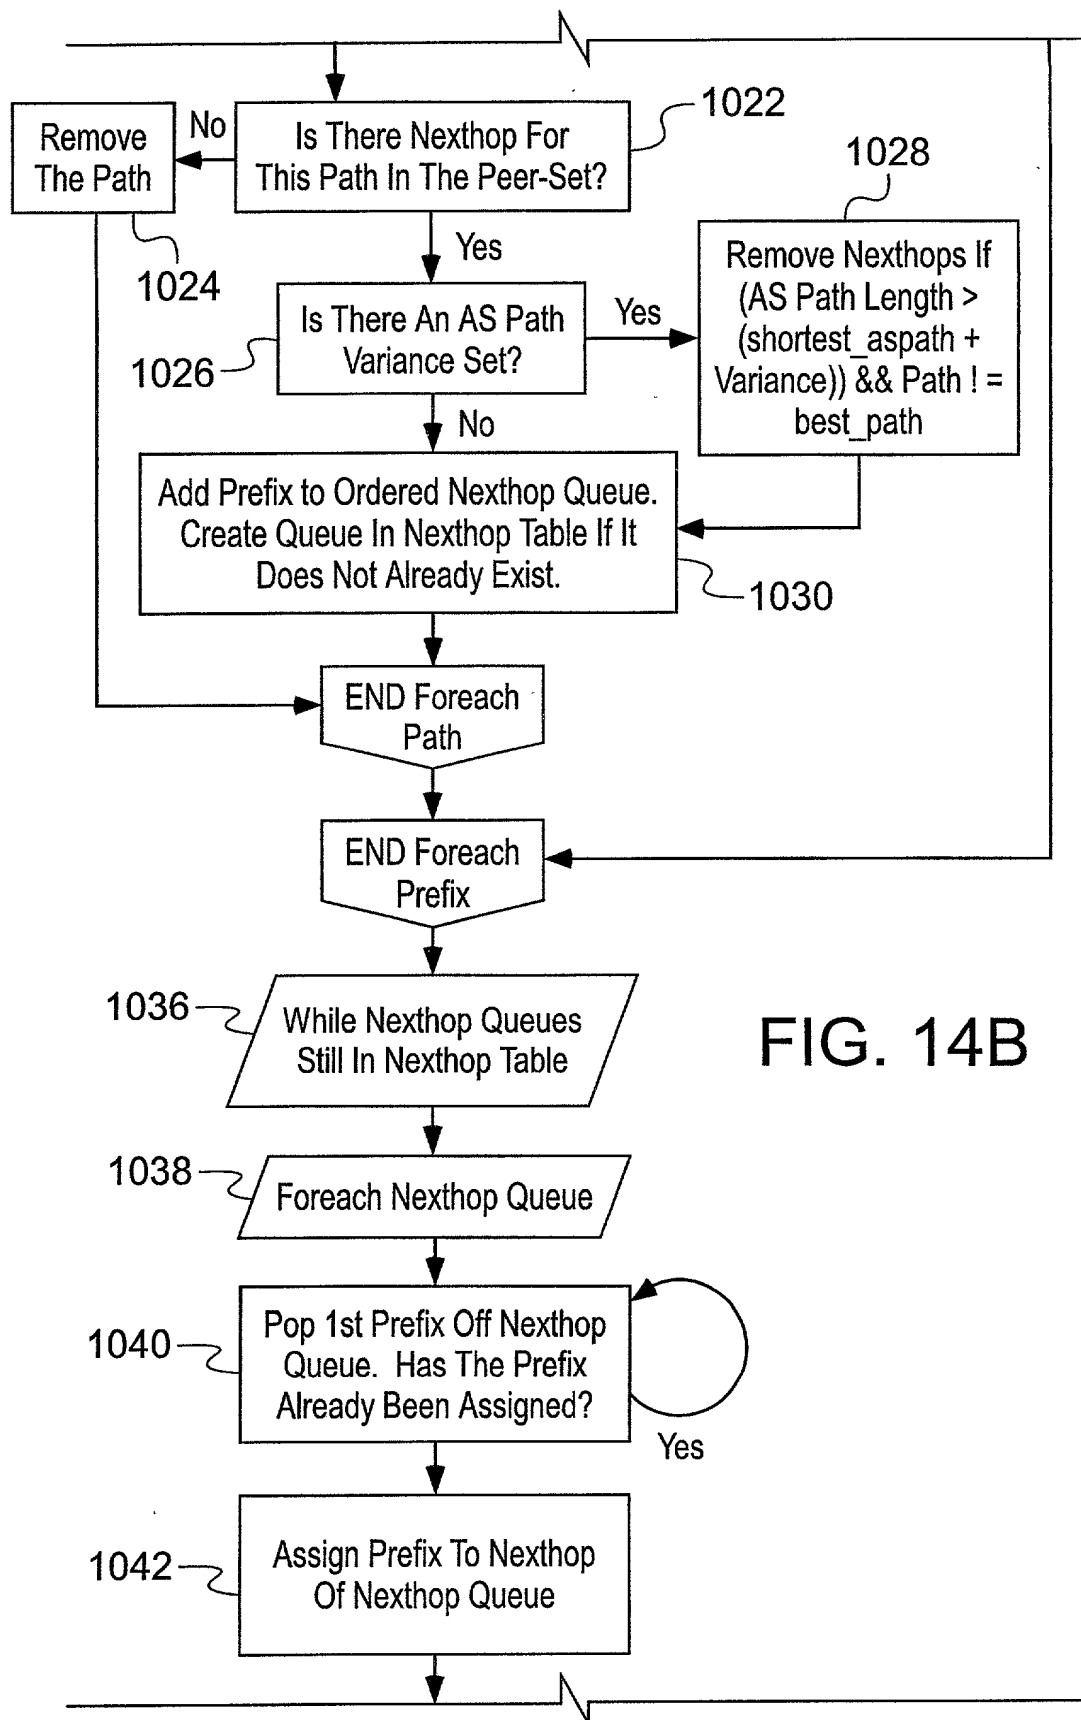 Remove
The Path
No
Is There Nexthop For
This Path In The Peer-Set?
1022
1024
Yes
1028
Remove Nexthops If
(AS Path Length >
(shortest_aspath +
Variance)) && Path ! =
best_path
Is There An AS Path
Variance Set?
Yes
1026
No
Add Prefix to Ordered Nexthop Queue.
Create Queue In Nexthop Table If It
Does Not Already Exist.
1030
END Foreach
Path
END Foreach
Prefix
1036
While Nexthop Queues
Still In Nexthop Table
FIG. 14B
1038
Foreach Nexthop Queue
1040
Pop 1st Prefix Off Nexthop
Queue. Has The Prefix
Already Been Assigned?
Yes
1042
Assign Prefix To Nexthop
Of Nexthop Queue